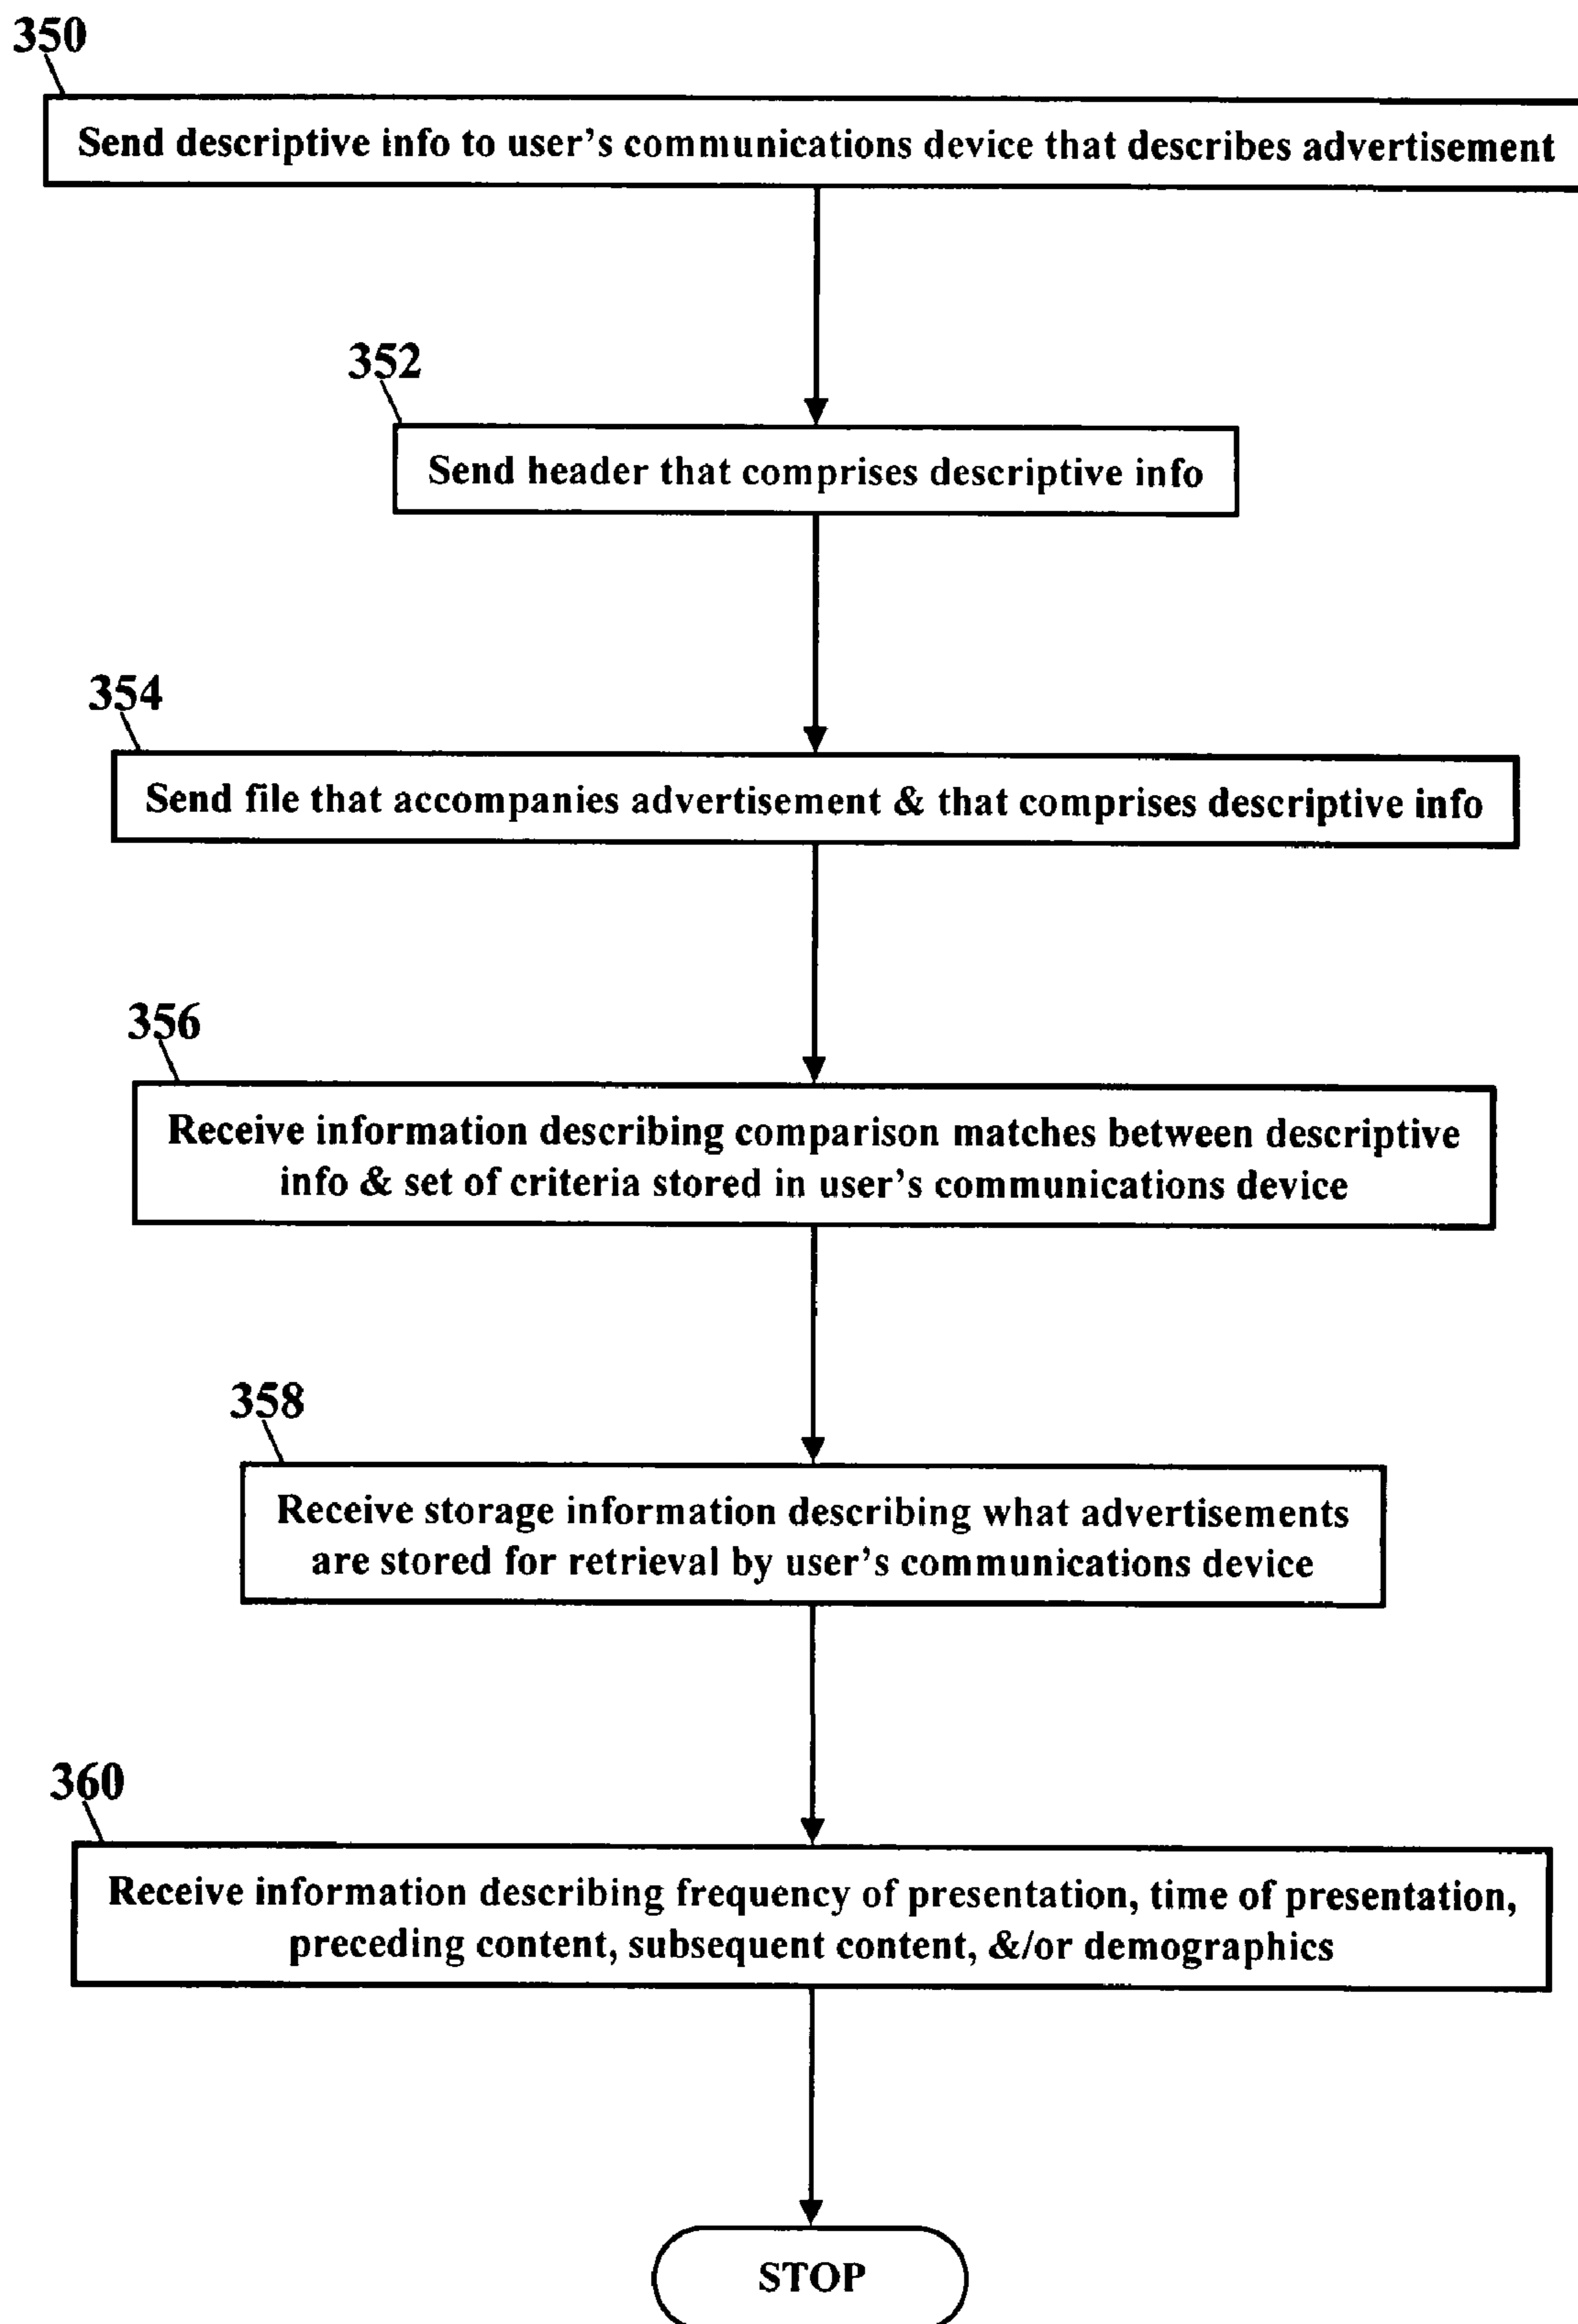 350
Send descriptive info to user's communications device that describes advertisement
352
Send header that comprises descriptive info
354
Send file that accompanies advertisement & that comprises descriptive info
356
Receive information describing comparison matches between descriptive
info & set of criteria stored in user's communications device
358
Receive storage information describing what advertisements
are stored for retrieval by user's communications device
360
Receive information describing frequency of presentation, time of presentation,
preceding content, subsequent content, &/or demographics
STOP